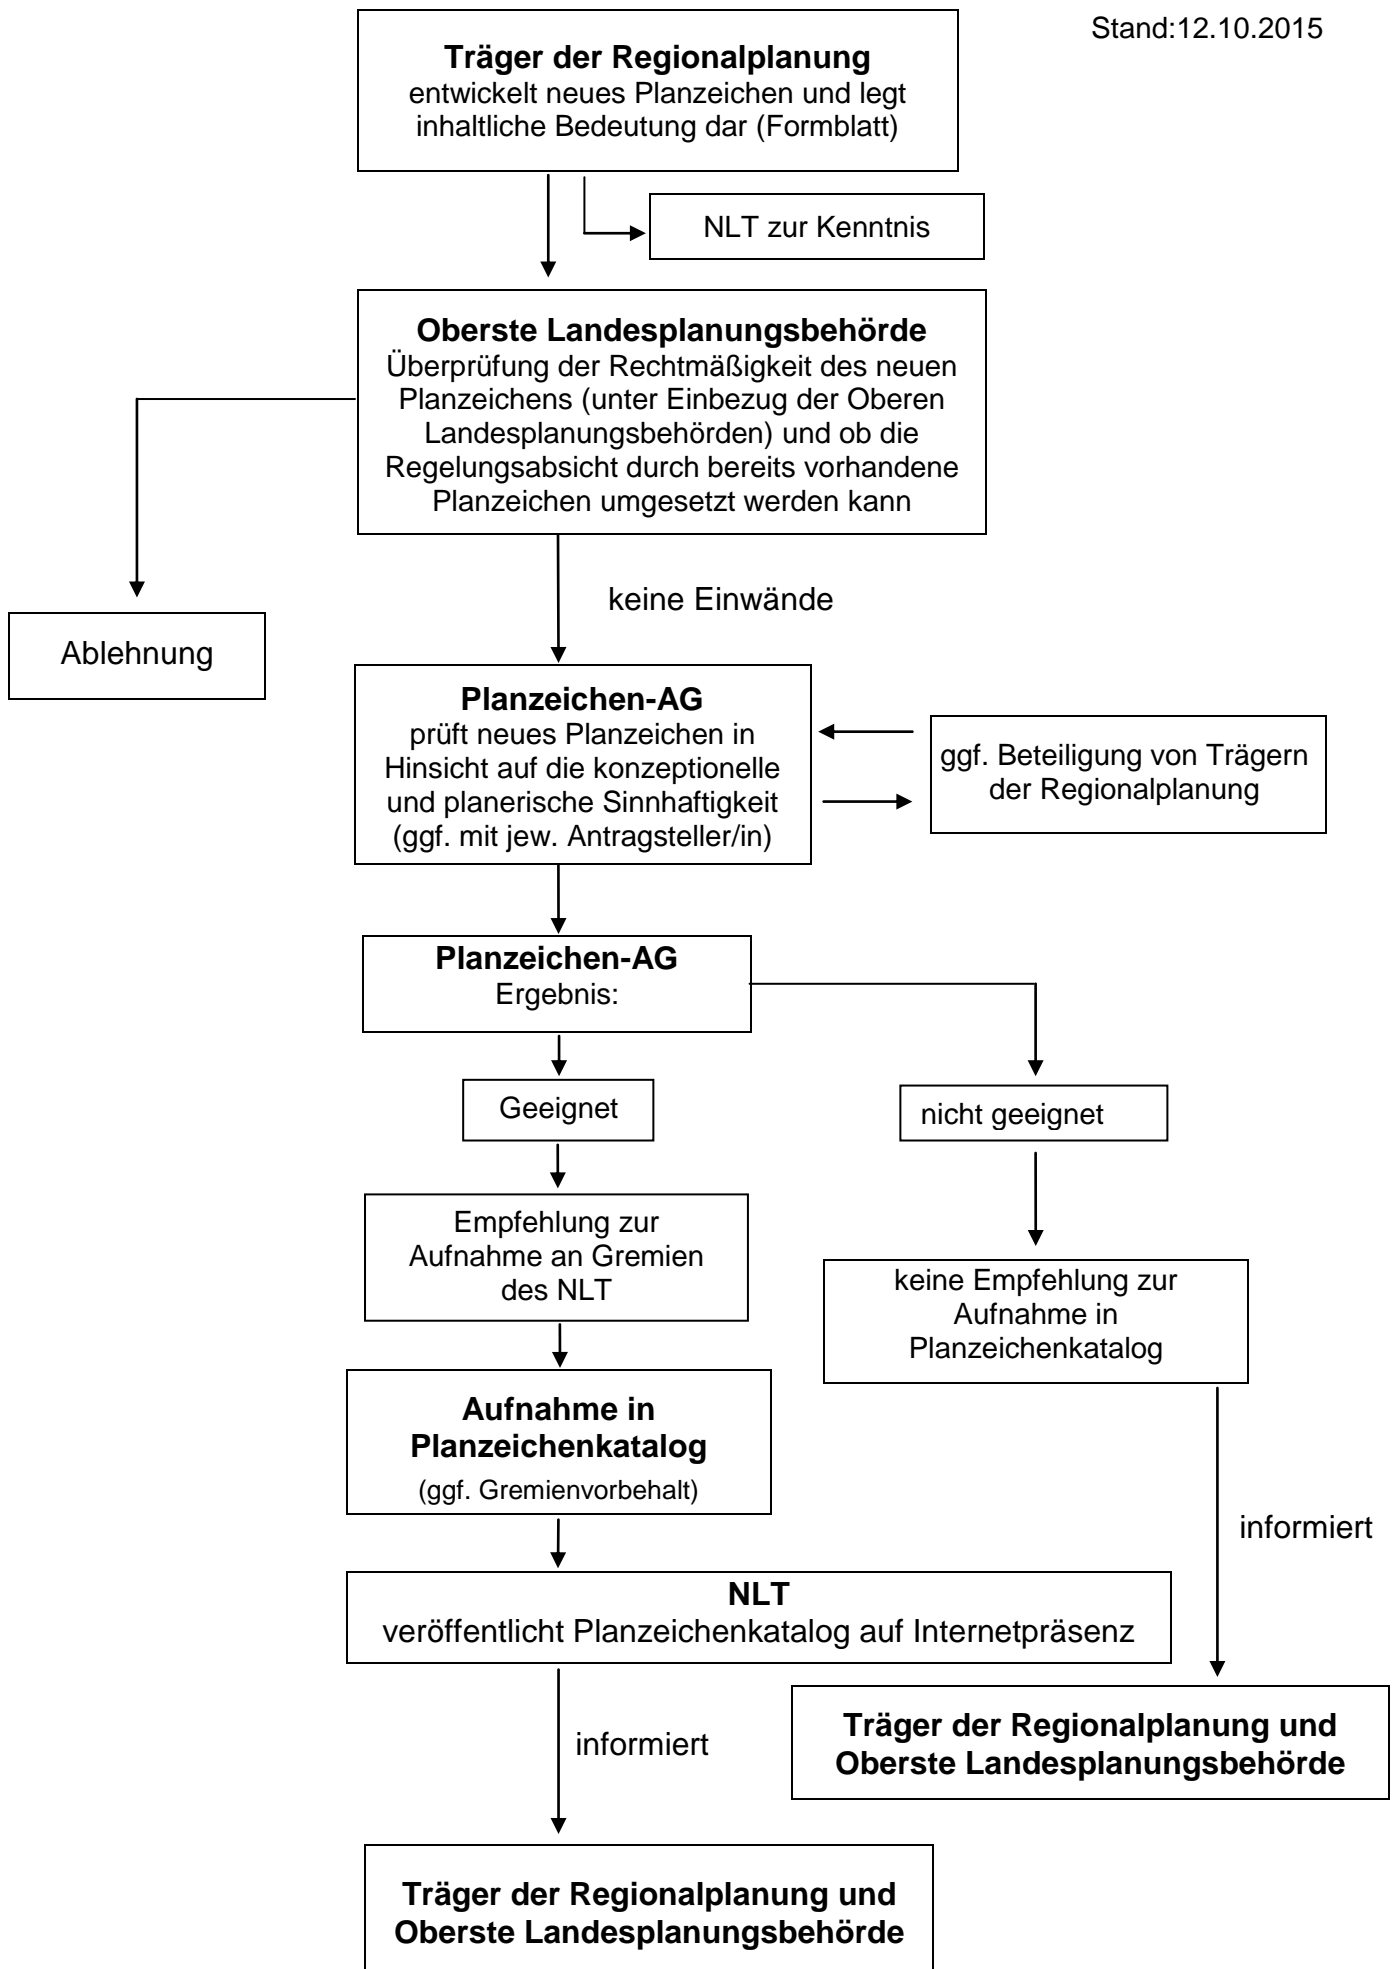 Stand:12.10.2015
Träger der Regionalplanung
entwickelt neues Planzeichen und legt
inhaltliche Bedeutung dar (Formblatt)
NLT zur Kenntnis
Oberste Landesplanungsbehörde
Überprüfung der Rechtmäßigkeit des neuen
Planzeichens (unter Einbezug der Oberen
Landesplanungsbehörden) und ob die
Regelungsabsicht durch bereits vorhandene
Planzeichen umgesetzt werden kann
keine Einwände
Ablehnung
Planzeichen-AG
prüft neues Planzeichen in
Hinsicht auf die konzeptionelle
und planerische Sinnhaftigkeit
(ggf. mit jew. Antragsteller/in)
ggf. Beteiligung von Trägern
der Regionalplanung
Planzeichen-AG
Ergebnis:
Geeignet
nicht geeignet
Empfehlung zur
Aufnahme an Gremien
des NLT
keine Empfehlung zur
Aufnahme in
Planzeichenkatalog
Aufnahme in
Planzeichenkatalog
(ggf. Gremienvorbehalt)
informiert
NLT
veröffentlicht Planzeichenkatalog auf Internetpräsenz
Träger der Regionalplanung und
Oberste Landesplanungsbehörde
informiert
Träger der Regionalplanung und
Oberste Landesplanungsbehörde